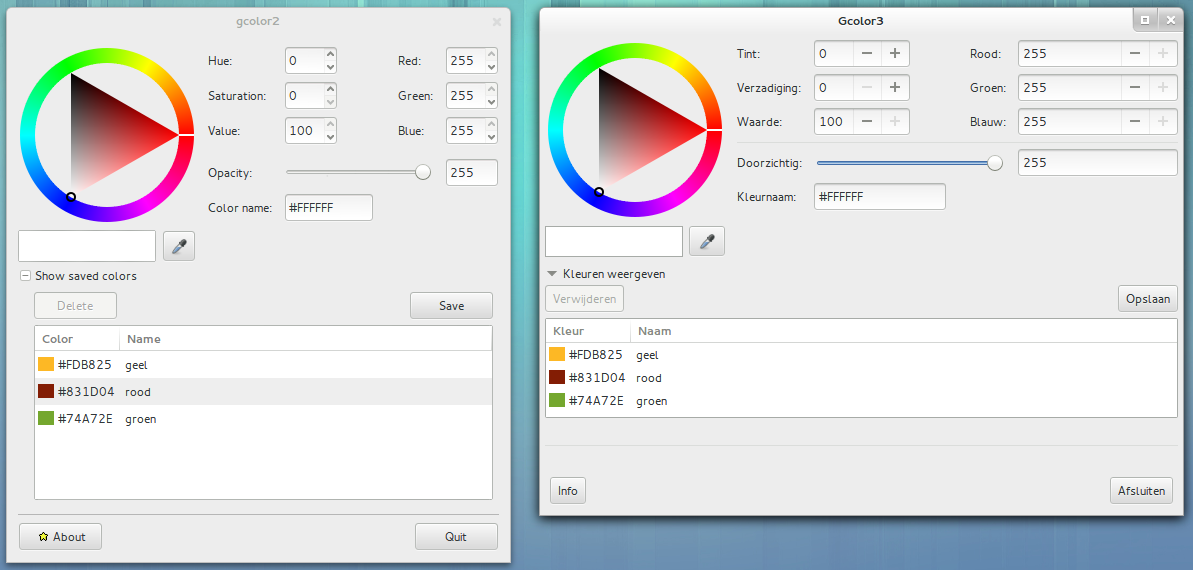 gcolor2
Hue: 0 Red: 255
Saturation: 0 Green: 255
Value: 100 Blue: 255
Opacity: 255
Color name: #FFFFFF
Show saved colors
Delete Save
Color Name
#FDB825 geel
#831D04 rood
#74A72E groen
About Quit
Gcolor3
Tint: 0 Rood: 255
Verzadiging: 0 Groen: 255
Waarde: 100 Blauw: 255
Doorzichtig: 255
Kleurnaam: #FFFFFF
Kleuren weergeven
Verwijderen Opslaan
Kleur Naam
#FDB825 geel
#831D04 rood
#74A72E groen
Info Afsluiten